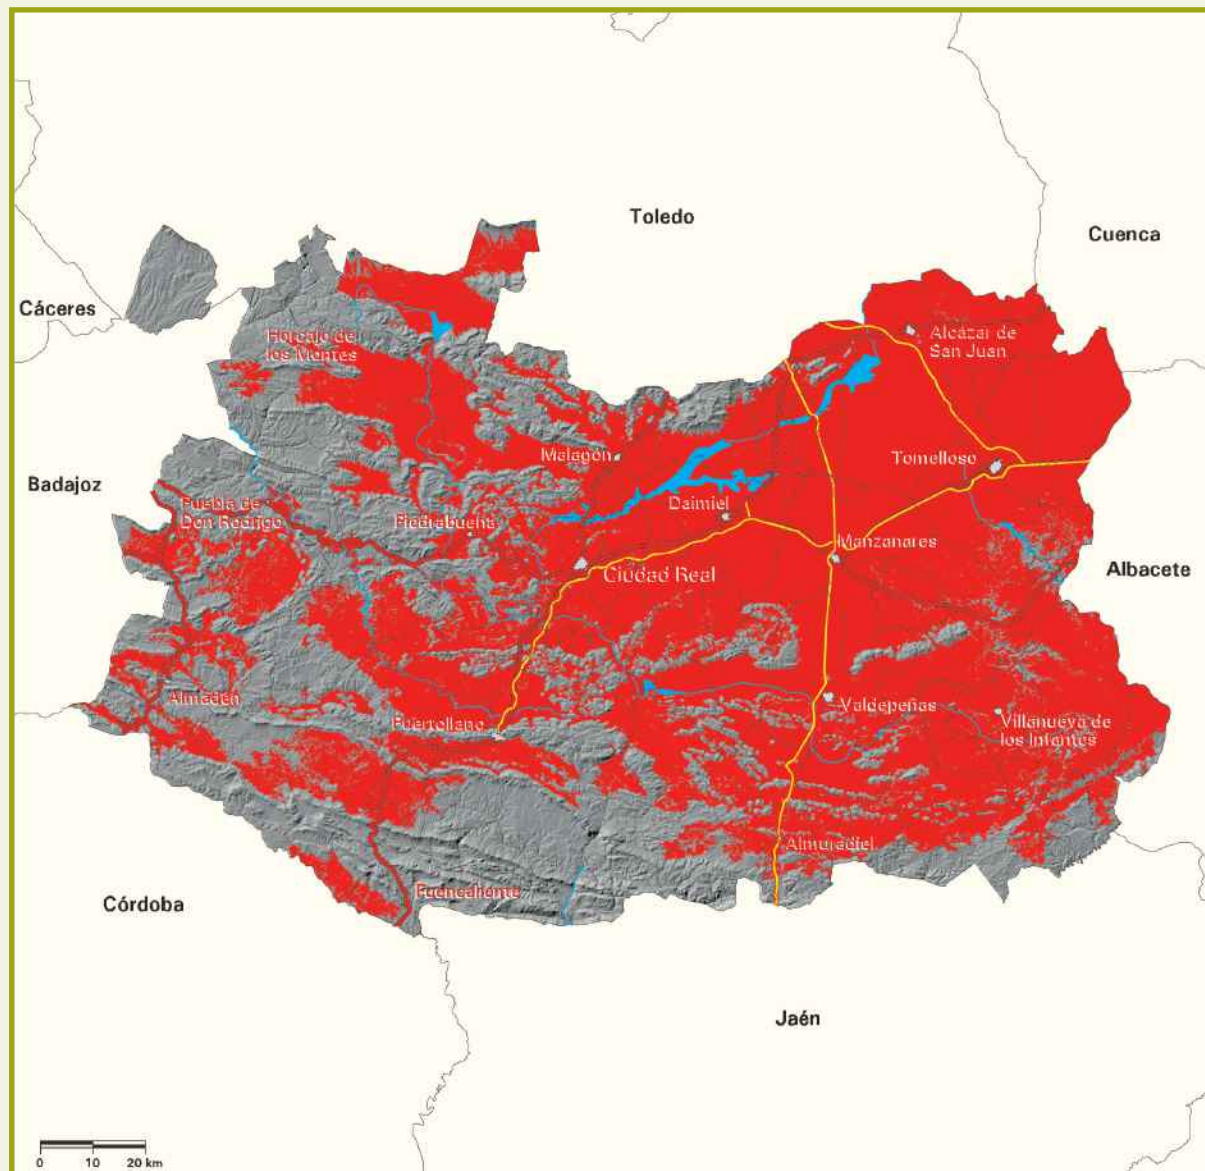 Toledo
Cuenca
Cáceres
Horcajo de
los Montes
Alcázar de
San Juan
Malagón
Tomelloso
Badajoz
Puebla de
Don Rodrigo
Piedrabuena
Daimiel
Manzanares
Ciudad Real
Albacete
Almadén
Puertollano
Valdepeñas
Villanueva de
los Infantes
Almuradiel
Fuencaliente
Córdoba
Jaén
0 10 20 km